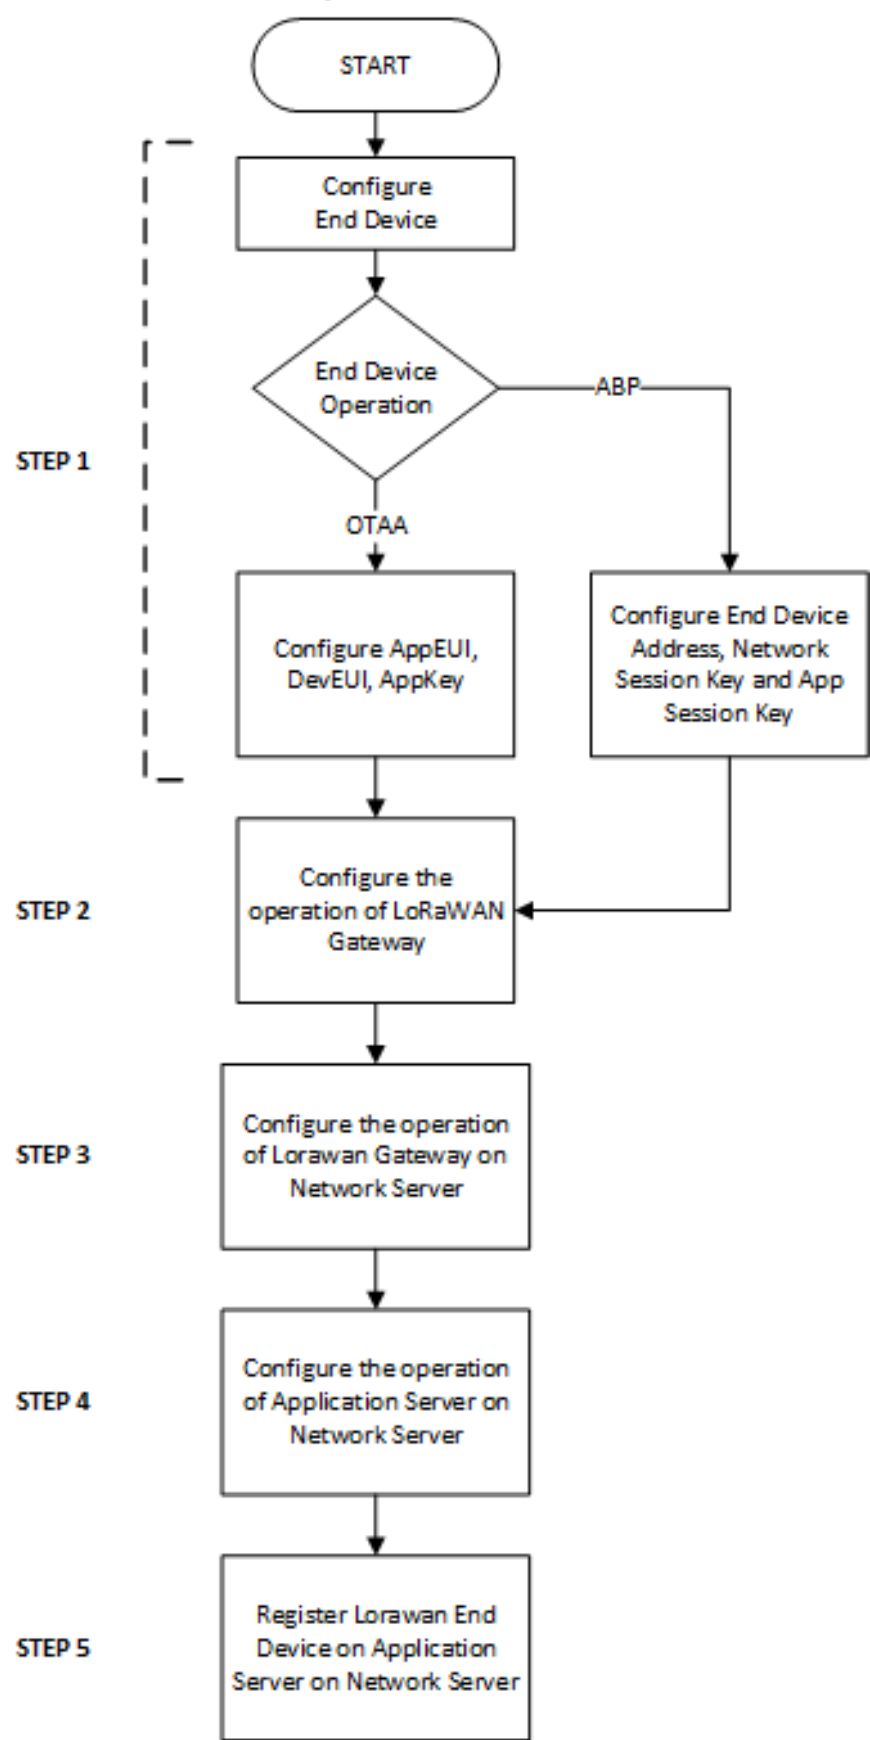 START
Configure
End Device
End Device
Operation
ABP
STEP 1
OTAA
Configure AppEUI,
DevEUI, AppKey
Configure End Device
Address, Network
Session Key and App
Session Key
STEP 2
Configure the
operation of LoRaWAN
Gateway
STEP 3
Configure the operation
of Lorawan Gateway on
Network Server
STEP 4
Configure the operation
of Application Server on
Network Server
STEP 5
Register Lorawan End
Device on Application
Server on Network Server